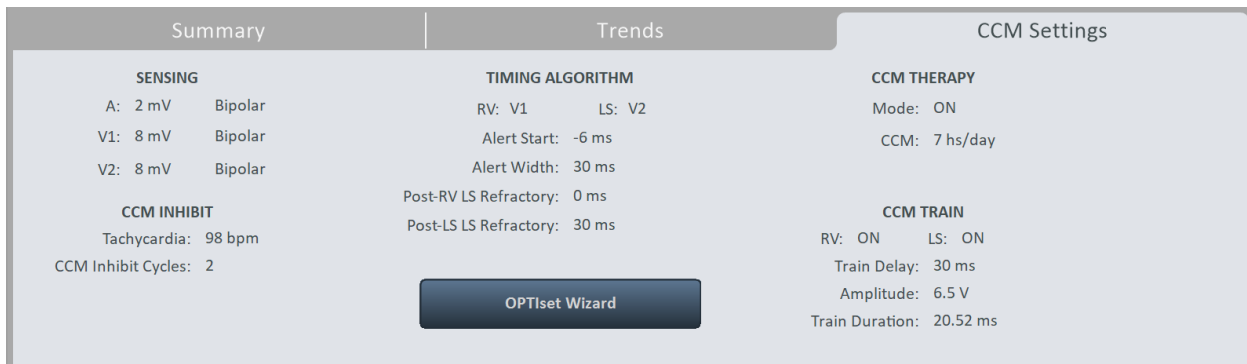 Summary
Trends
CCM Settings
SENSING
A: 2 mV Bipolar
V1: 8 mV Bipolar
V2: 8 mV Bipolar
CCM INHIBIT
Tachycardia: 98 bpm
CCM Inhibit Cycles: 2
TIMING ALGORITHM
RV: V1 LS: V2
Alert Start: -6 ms
Alert Width: 30 ms
Post-RV LS Refractory: 0 ms
Post-LS LS Refractory: 30 ms
OPTIset Wizard
CCM THERAPY
Mode: ON
CCM: 7 hs/day
CCM TRAIN
RV: ON LS: ON
Train Delay: 30 ms
Amplitude: 6.5 V
Train Duration: 20.52 ms